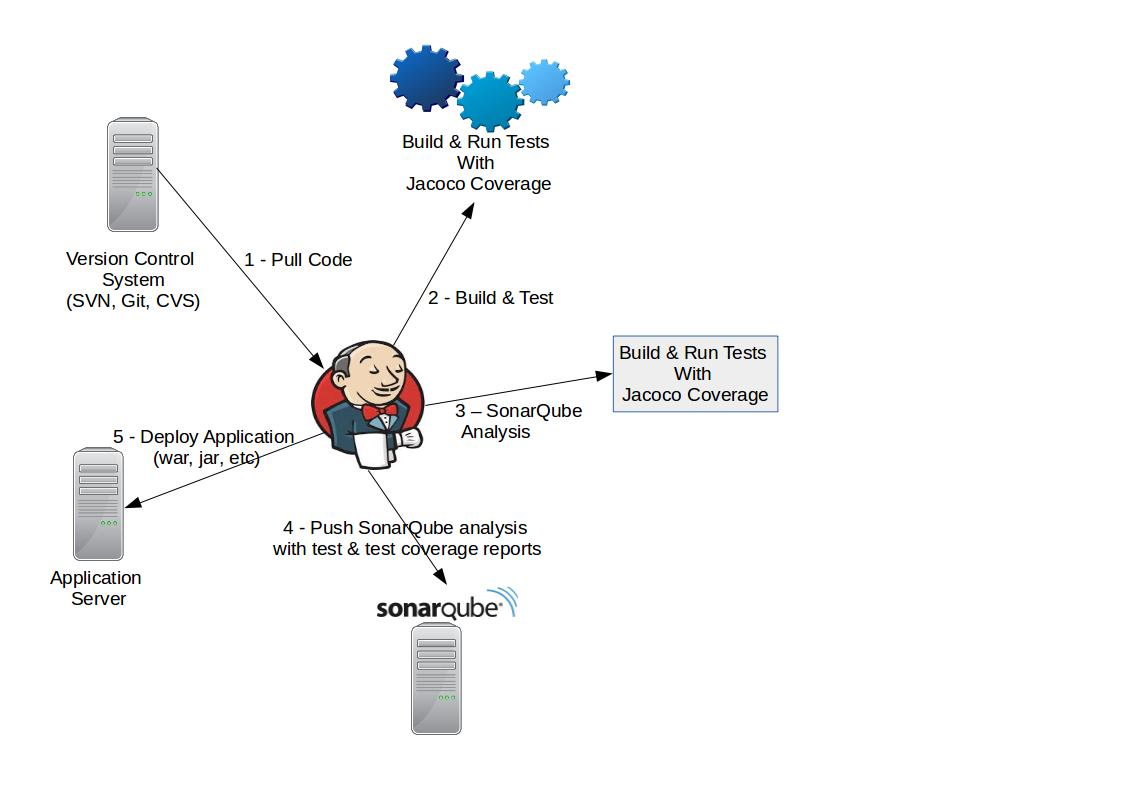 Build & Run Tests
With
Jacoco Coverage
Version Control
System
(SVN, Git, CVS)
1 - Pull Code
2 - Build & Test
Build & Run Tests
With
Jacoco Coverage
3 – SonarQube
Analysis
5 - Deploy Application
(war, jar, etc)
4 - Push SonarQube analysis
with test & test coverage reports
Application
Server
sonarqube